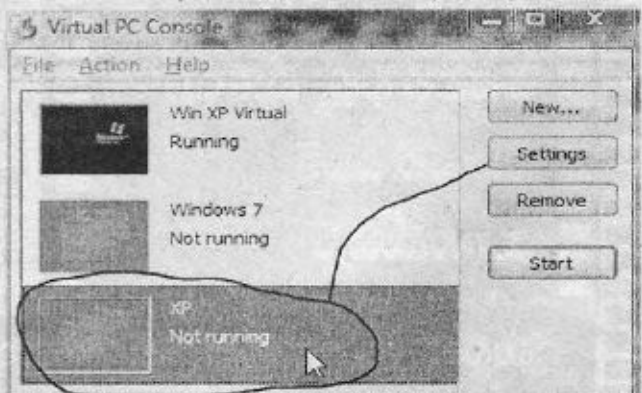 Virtual PC Console
File Action Help
Win XP Virtual
Running
Windows 7
Not running
XP
Not running
New...
Settings
Remove
Start